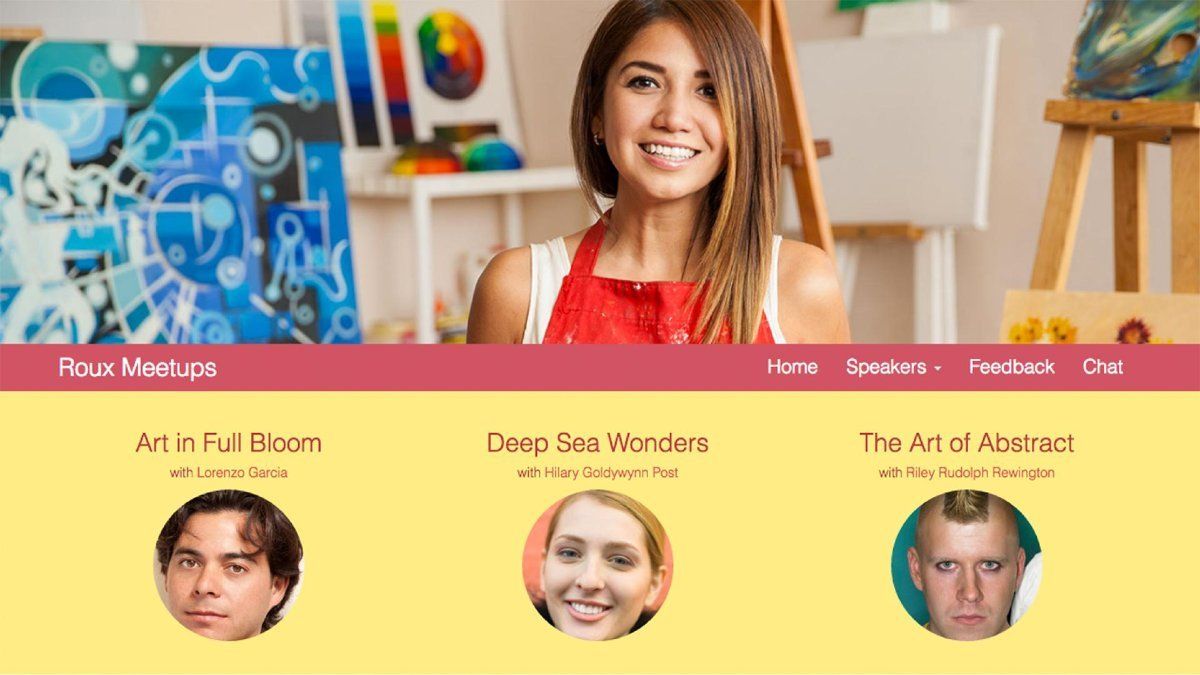 Roux Meetups Home Speakers Feedback Chat
Art in Full Bloom
with Lorenzo Garcia
Deep Sea Wonders
with Hilary Goldywynn Post
The Art of Abstract
with Riley Rudolph Rewington